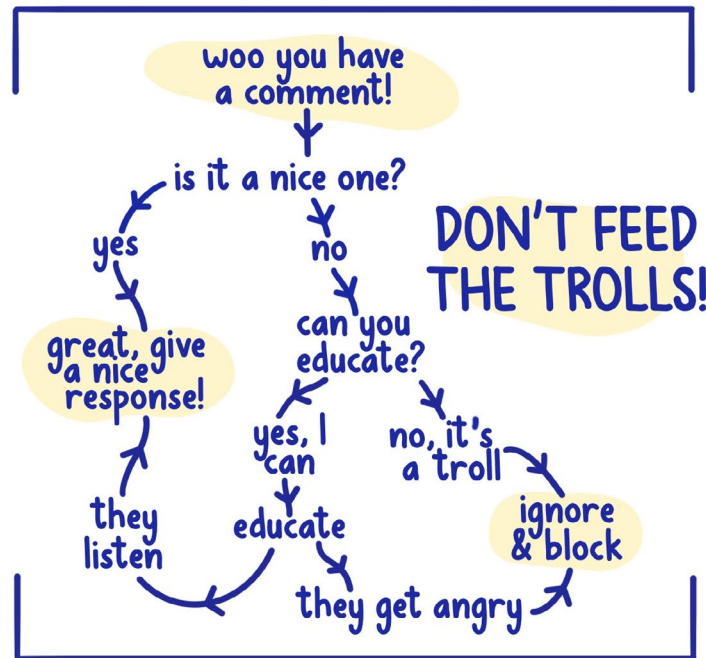 woo you have
a comment!
is it a nice one?
yes
no
DON'T FEED
THE TROLLS!
great, give
a nice
response!
can you
educate?
yes, I
can
no, it's
a troll
they
listen
educate
ignore
& block
they get angry